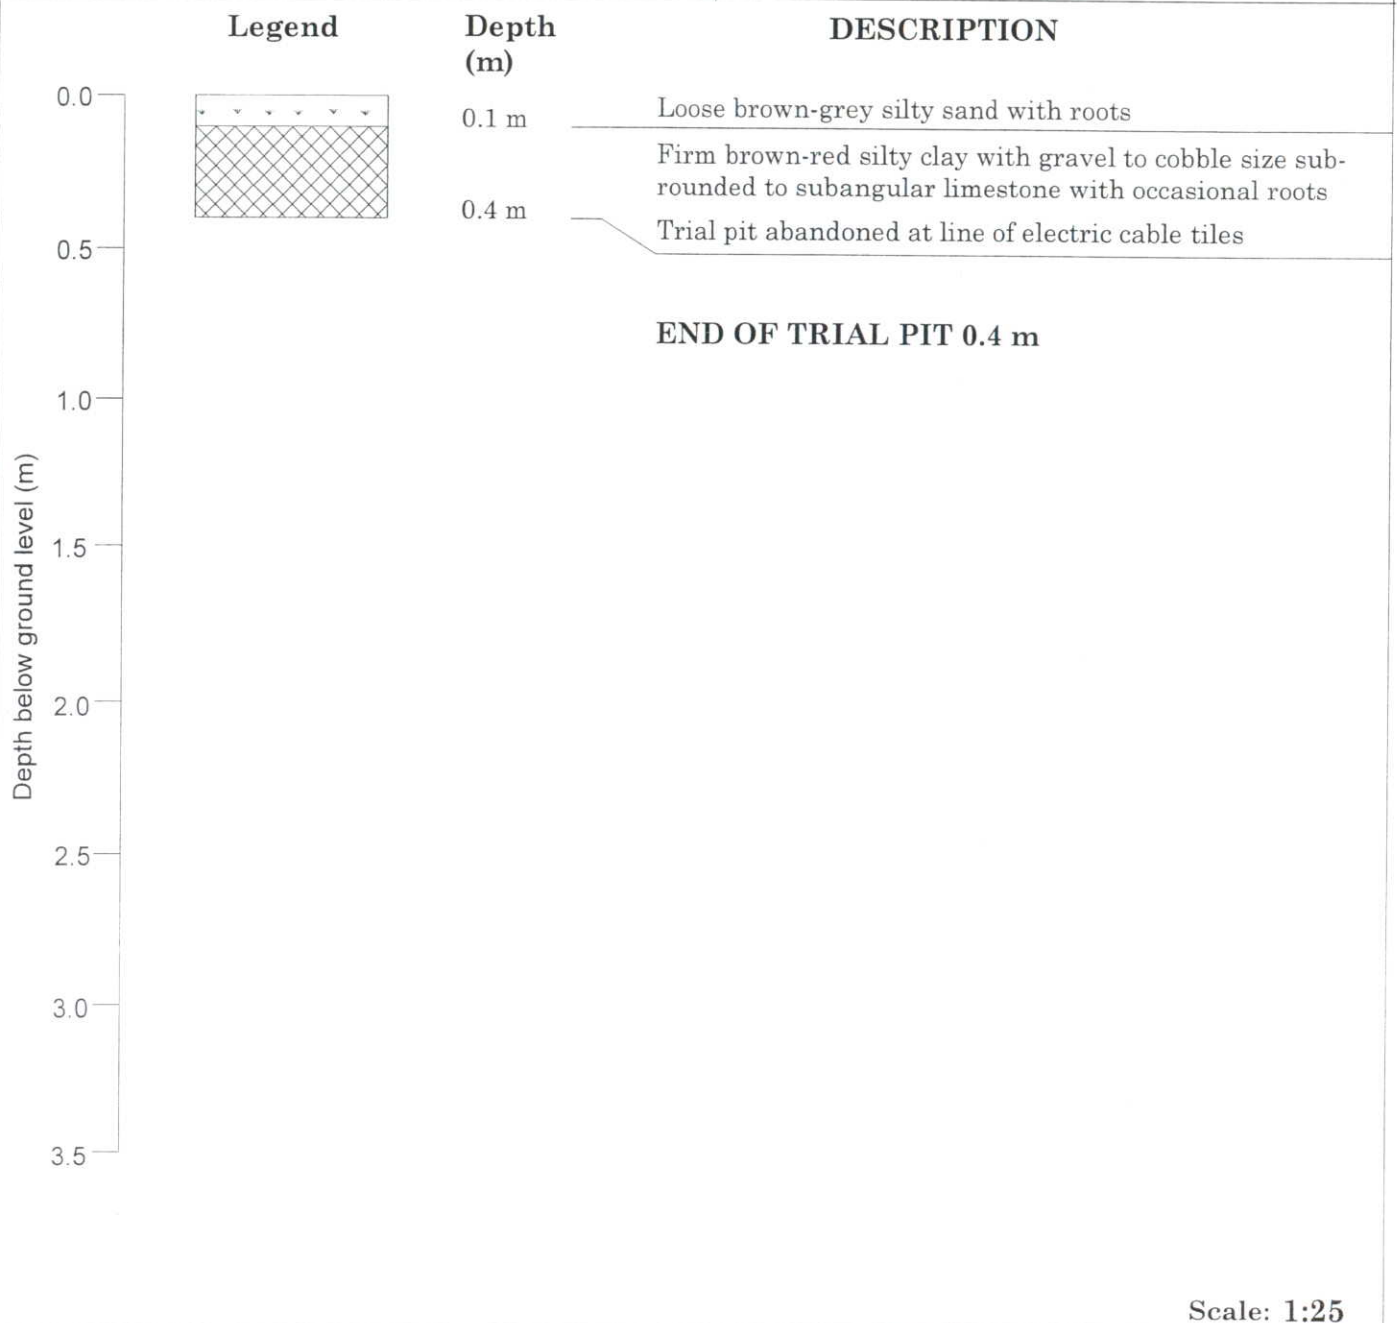 Legend
Depth
(m)
DESCRIPTION
0.0
0.1 m
Loose brown-grey silty sand with roots
Firm brown-red silty clay with gravel to cobble size sub-
rounded to subangular limestone with occasional roots
0.4 m
Trial pit abandoned at line of electric cable tiles
0.5
END OF TRIAL PIT 0.4 m
1.0
Depth below ground level (m)
1.5
2.0
2.5
3.0
3.5
Scale: 1:25